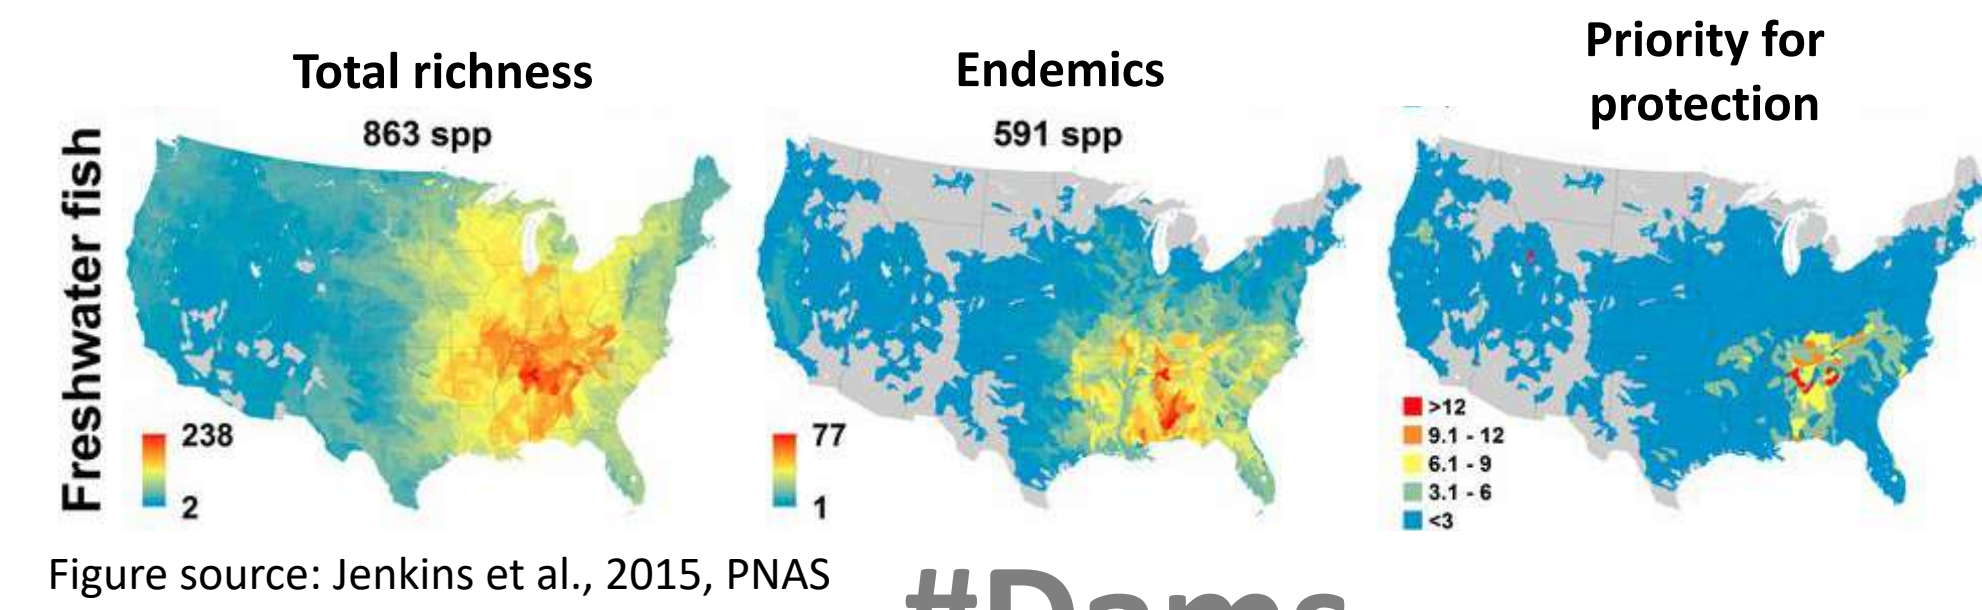 Priority for
protection
Total richness
Endemics
863 spp
591 spp
Freshwater fish
238
2
77
1
>12
9.1 - 12
6.1 - 9
3.1 - 6
<3
Figure source: Jenkins et al., 2015, PNAS
#Dams